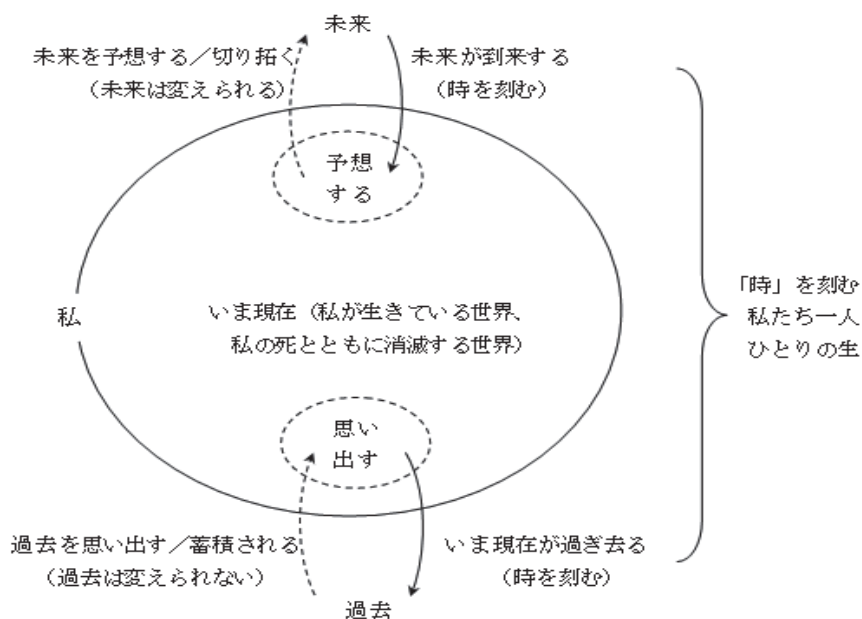 未来
未来を予想する／切り拓く
（未来は変えられる）
未来が到来する
（時を刻む）
予想
する
私
いま現在（私が生きている世界、
私の死とともに消滅する世界）
「時」を刻む
私たち一人
ひとりの生
思い
出す
過去を思い出す／蓄積される
（過去は変えられない）
いま現在が過ぎ去る
（時を刻む）
過去